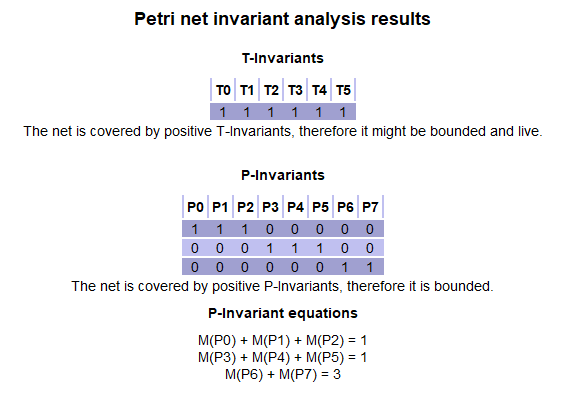 Petri net invariant analysis results
T-Invariants
T0 T1 T2 T3 T4 T5
1 1 1 1 1 1
The net is covered by positive T-Invariants, therefore it might be bounded and live.
P-Invariants
P0 P1 P2 P3 P4 P5 P6 P7
1 1 1 0 0 0 0 0
0 0 0 1 1 1 0 0
0 0 0 0 0 0 1 1
The net is covered by positive P-Invariants, therefore it is bounded.
P-Invariant equations
M(P0) + M(P1) + M(P2) = 1
M(P3) + M(P4) + M(P5) = 1
M(P6) + M(P7) = 3